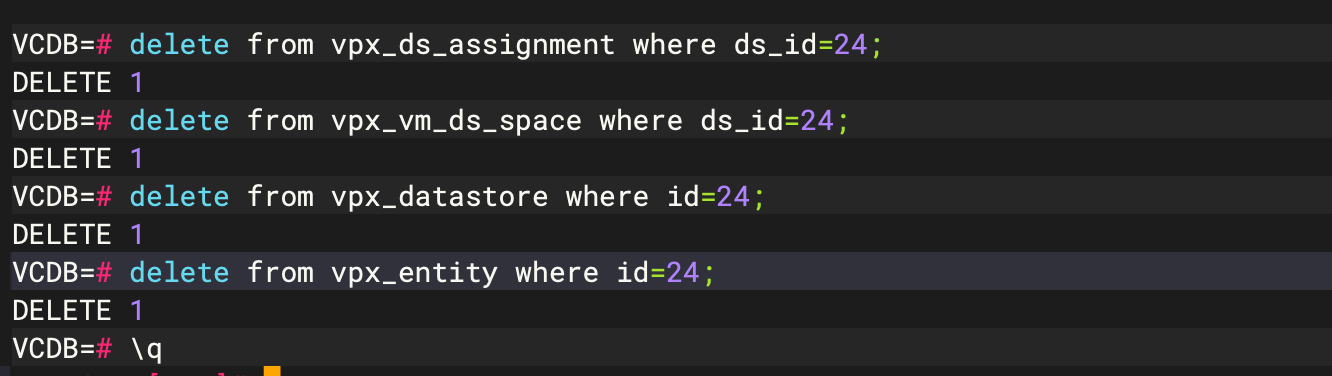 VCDB=# delete from vpx_ds_assignment where ds_id=24;
DELETE 1
VCDB=# delete from vpx_vm_ds_space where ds_id=24;
DELETE 1
VCDB=# delete from vpx_datastore where id=24;
DELETE 1
VCDB=# delete from vpx_entity where id=24;
DELETE 1
VCDB=# \q